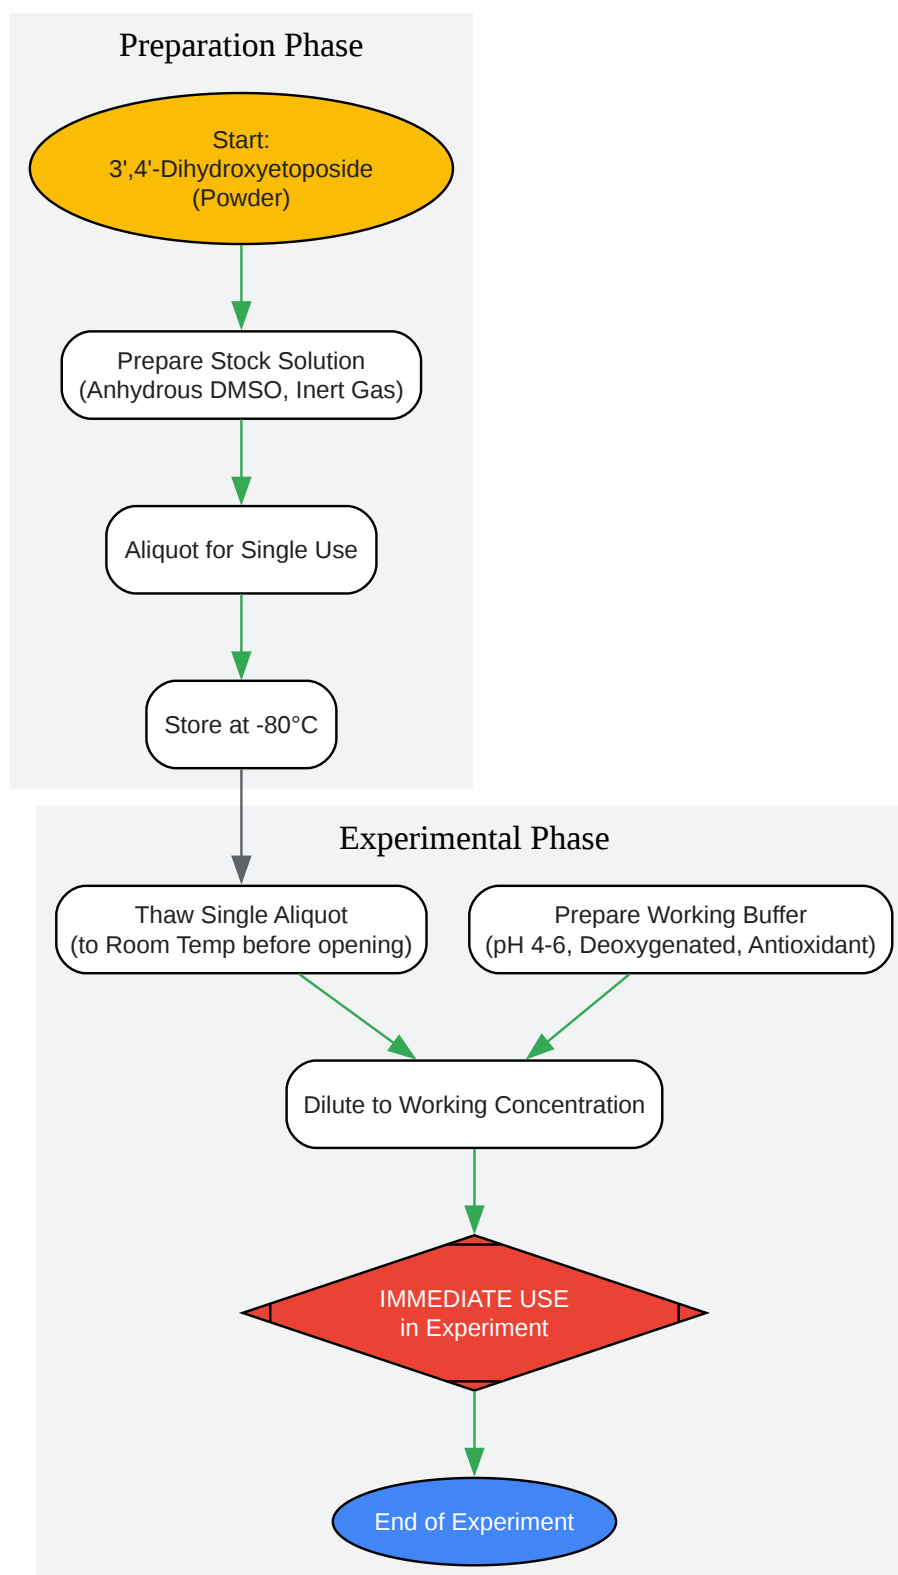 Preparation Phase
Start:
3',4'-Dihydroxyetoposide
(Powder)
Prepare Stock Solution
(Anhydrous DMSO, Inert Gas)
Aliquot for Single Use
Store at -80°C
Experimental Phase
Thaw Single Aliquot
(to Room Temp before opening)
Prepare Working Buffer
(pH 4-6, Deoxygenated, Antioxidant)
Dilute to Working Concentration
IMMEDIATE USE
in Experiment
End of Experiment